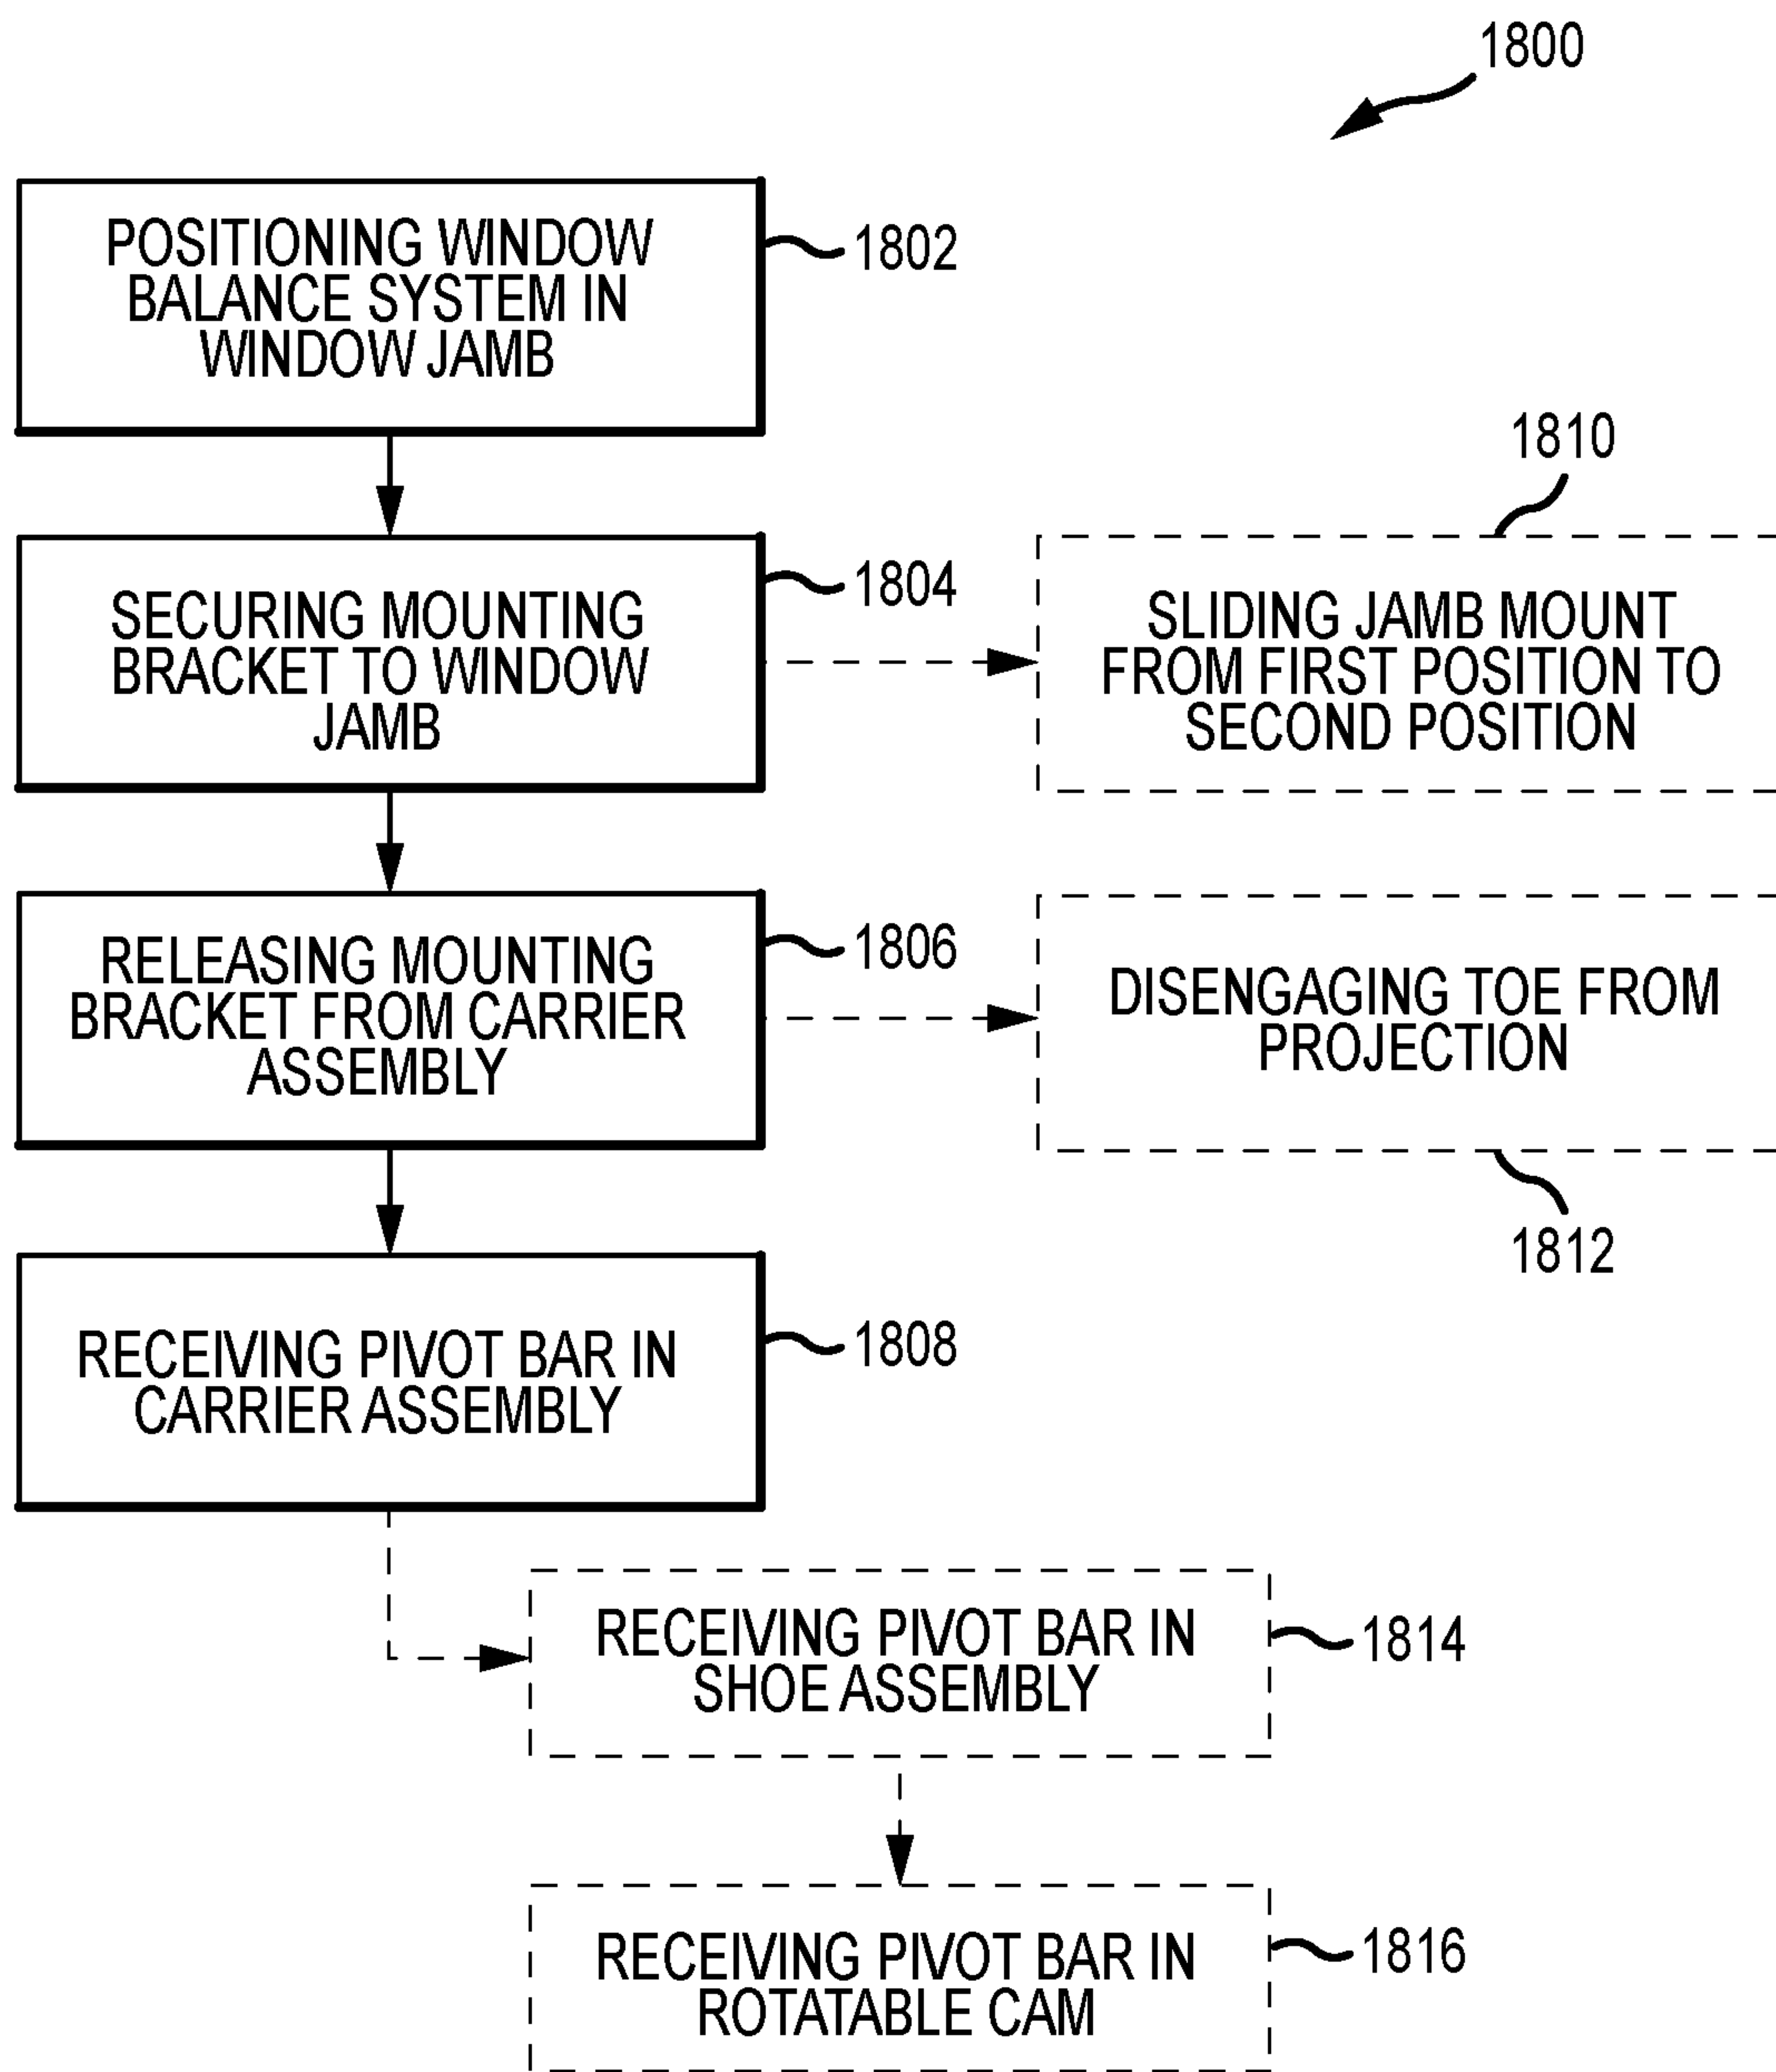 1800
POSITIONING WINDOW
BALANCE SYSTEM IN
WINDOW JAMB
1802
SECURING MOUNTING
BRACKET TO WINDOW
JAMB
1804
1810
SLIDING JAMB MOUNT
FROM FIRST POSITION TO
SECOND POSITION
RELEASING MOUNTING
BRACKET FROM CARRIER
ASSEMBLY
1806
DISENGAGING TOE FROM
PROJECTION
1812
RECEIVING PIVOT BAR IN
CARRIER ASSEMBLY
1808
RECEIVING PIVOT BAR IN
SHOE ASSEMBLY
1814
RECEIVING PIVOT BAR IN
ROTATABLE CAM
1816